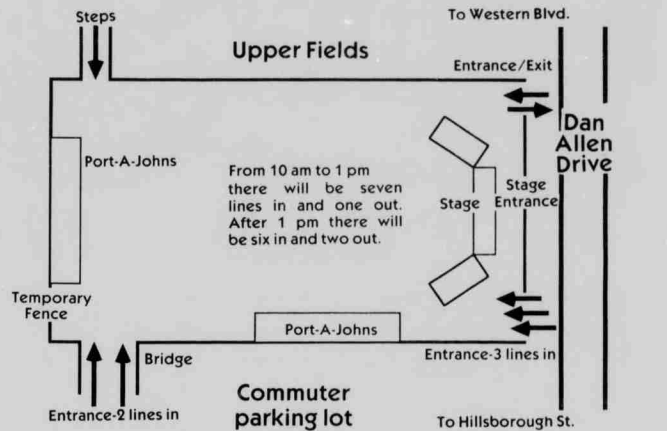 Steps
To Western Blvd.
Upper Fields
Entrance/Exit
Dan
Allen
Drive
Port-A-Johns
From 10 am to 1 pm
there will be seven
lines in and one out.
After 1 pm there will
be six in and two out.
Stage
Stage
Entrance
Temporary
Fence
Port-A-Johns
Bridge
Entrance-3 lines in
Entrance-2 lines in
Commuter
parking lot
To Hillsborough St.